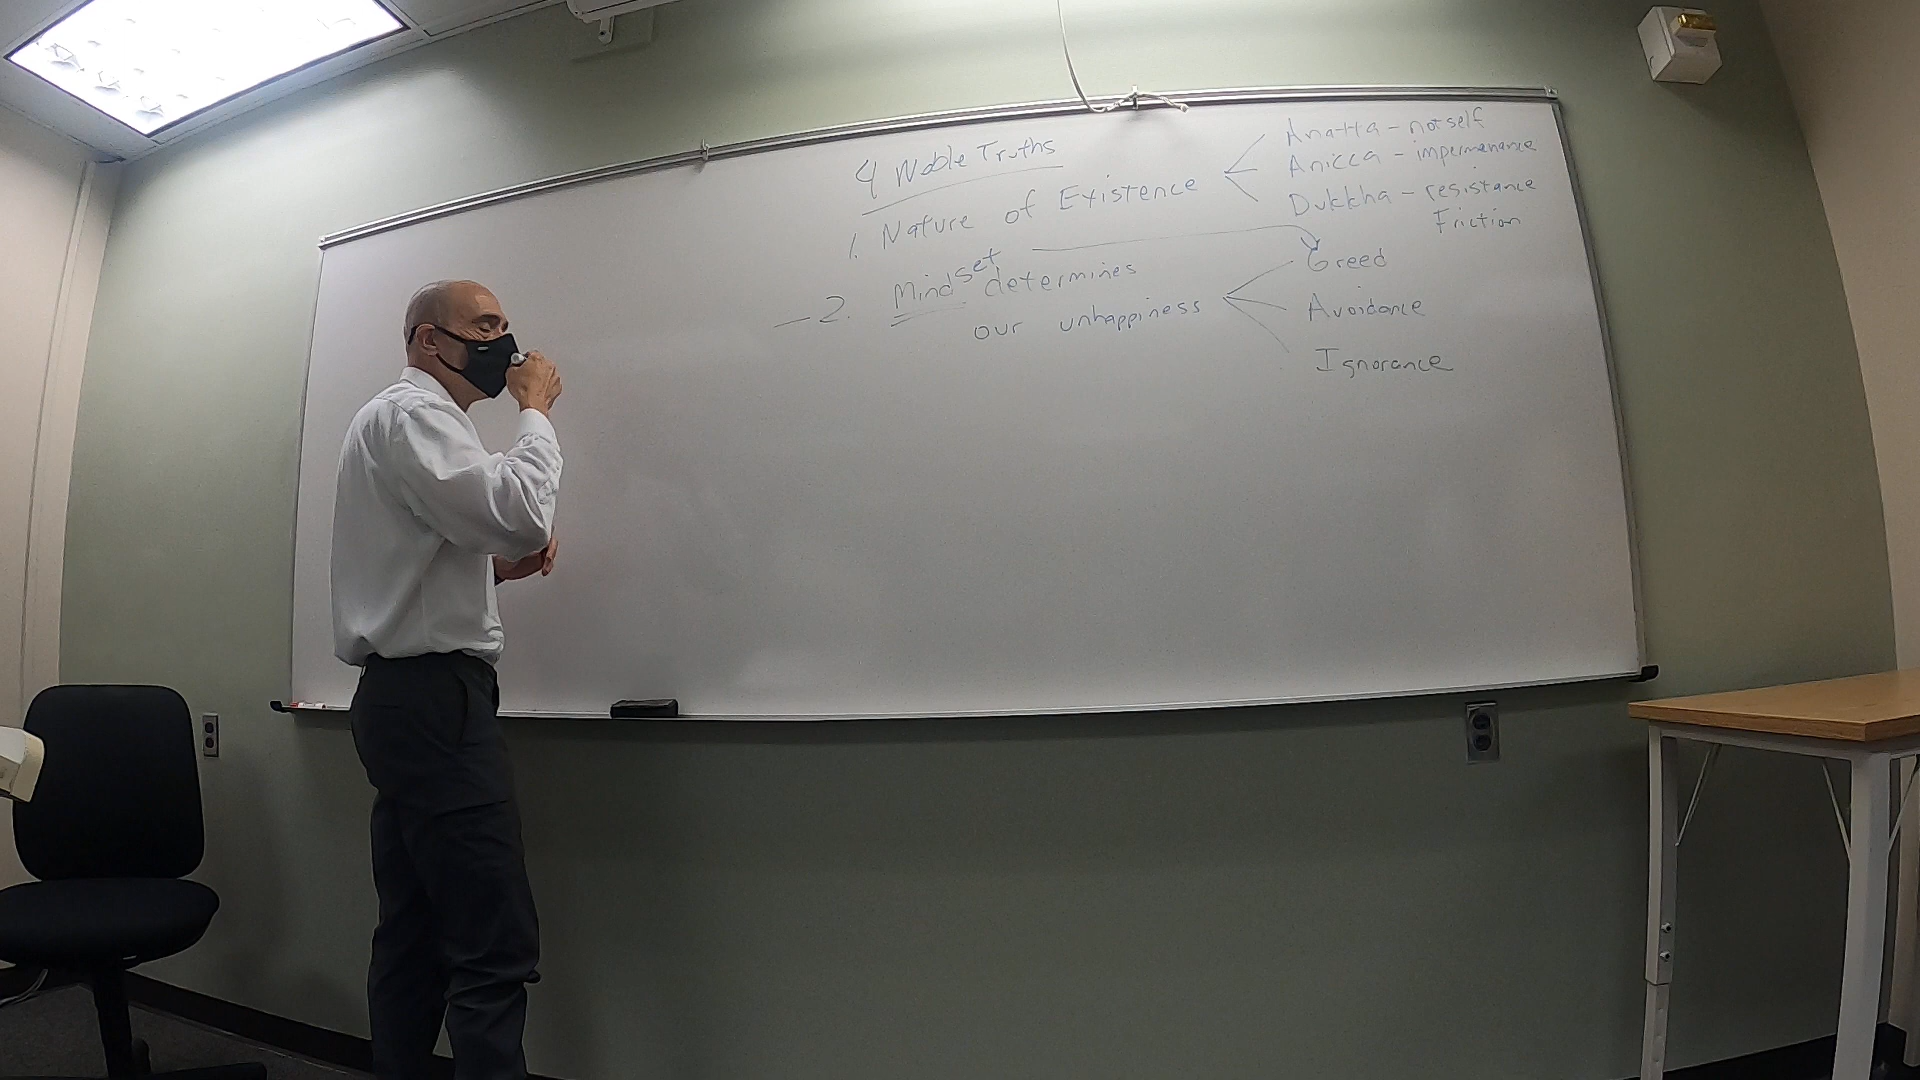 4 Noble Truths
1. Nature of Existence
Anatta - not self
Anicca - impermanence
Dukkha - resistance
Friction
- 2. Mindset determines
our unhappiness
Greed
Avoidance
Ignorance